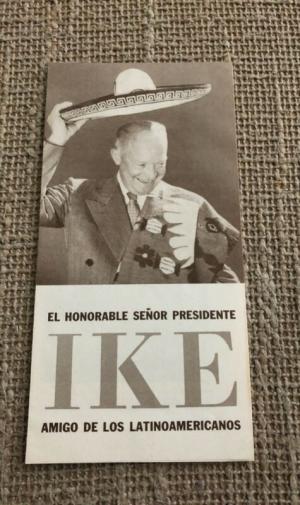 EL HONORABLE SEÑOR PRESIDENTE
IKE
AMIGO DE LOS LATINOAMERICANOS